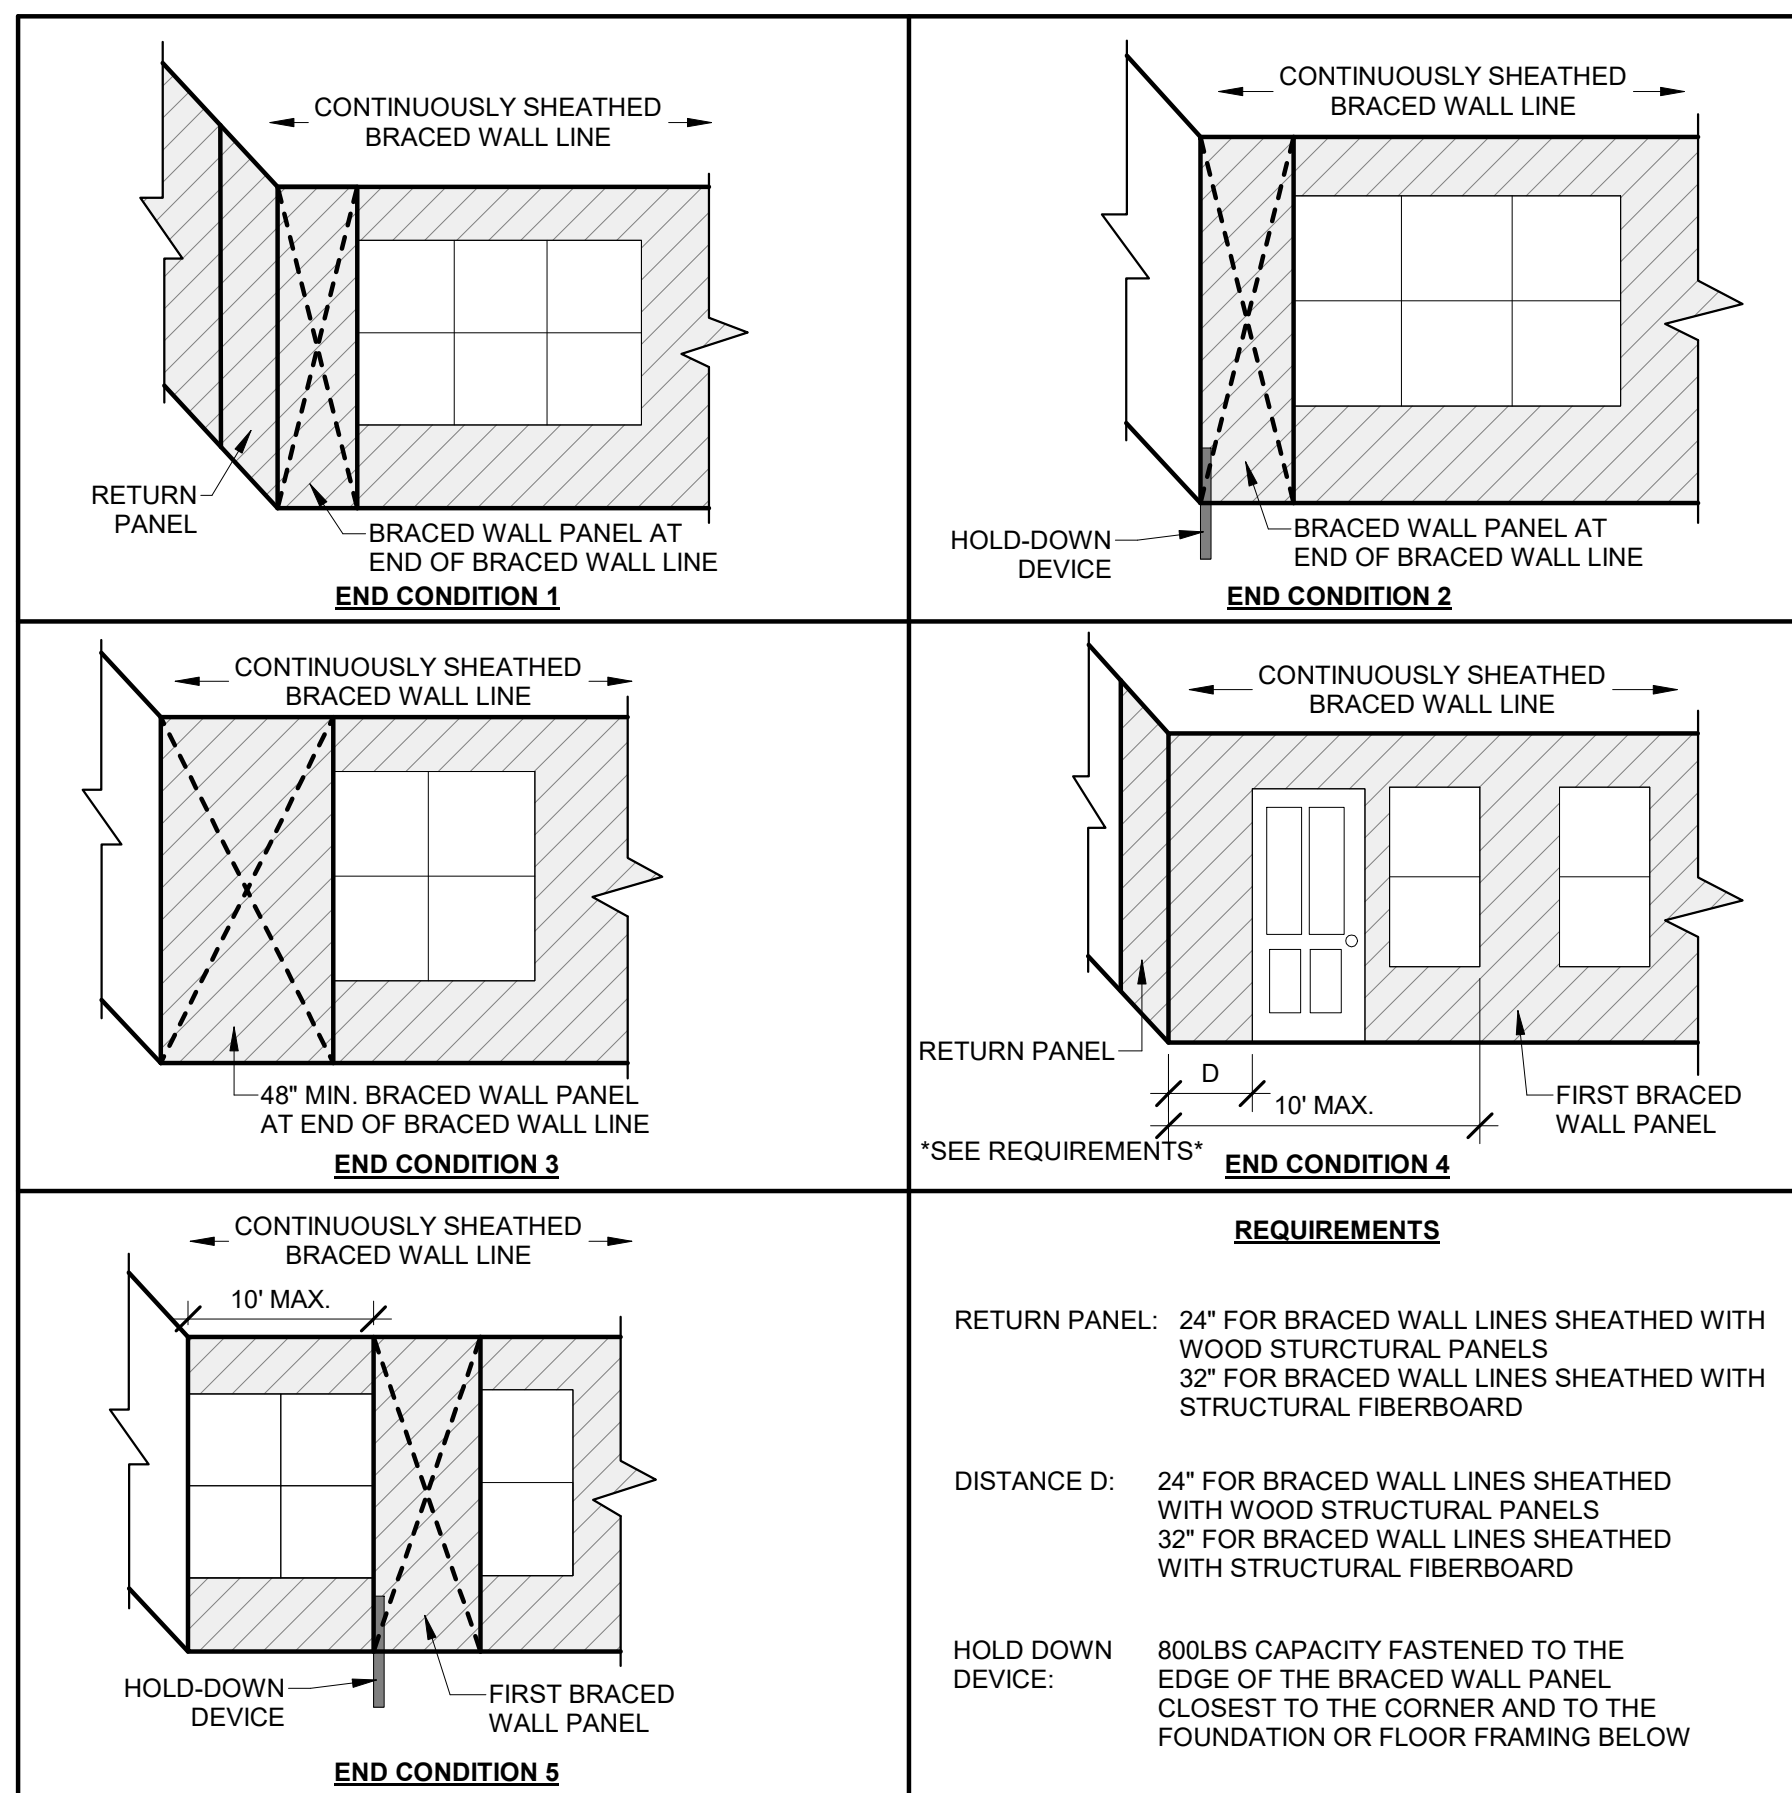 CONTINUOUSLY SHEATHED
BRACED WALL LINE
RETURN
PANEL
BRACED WALL PANEL AT
END OF BRACED WALL LINE
END CONDITION 1
CONTINUOUSLY SHEATHED
BRACED WALL LINE
HOLD-DOWN
DEVICE
BRACED WALL PANEL AT
END OF BRACED WALL LINE
END CONDITION 2
CONTINUOUSLY SHEATHED
BRACED WALL LINE
48" MIN. BRACED WALL PANEL
AT END OF BRACED WALL LINE
END CONDITION 3
CONTINUOUSLY SHEATHED
BRACED WALL LINE
RETURN PANEL
D
10' MAX.
FIRST BRACED
WALL PANEL
*SEE REQUIREMENTS*
END CONDITION 4
CONTINUOUSLY SHEATHED
BRACED WALL LINE
10' MAX.
HOLD-DOWN
DEVICE
FIRST BRACED
WALL PANEL
END CONDITION 5
REQUIREMENTS
RETURN PANEL: 24" FOR BRACED WALL LINES SHEATHED WITH
WOOD STURCTURAL PANELS
32" FOR BRACED WALL LINES SHEATHED WITH
STRUCTURAL FIBERBOARD
DISTANCE D: 24" FOR BRACED WALL LINES SHEATHED
WITH WOOD STRUCTURAL PANELS
32" FOR BRACED WALL LINES SHEATHED
WITH STRUCTURAL FIBERBOARD
HOLD DOWN 800LBS CAPACITY FASTENED TO THE
DEVICE: EDGE OF THE BRACED WALL PANEL
CLOSEST TO THE CORNER AND TO THE
FOUNDATION OR FLOOR FRAMING BELOW